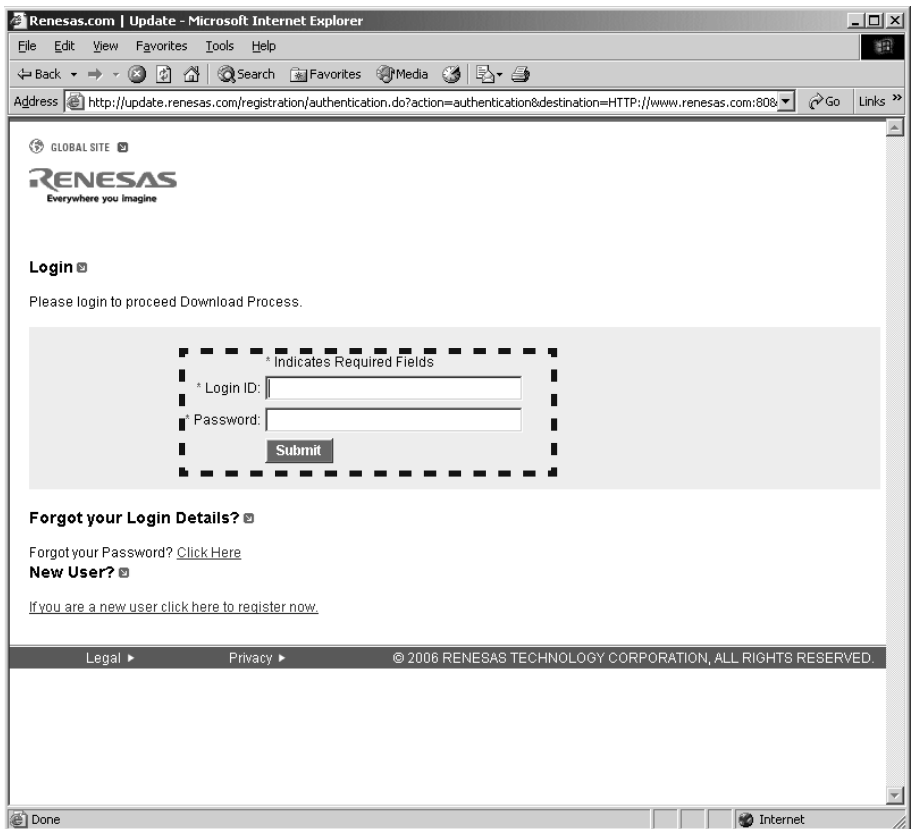 Renesas.com | Update - Microsoft Internet Explorer
File Edit View Favorites Tools Help
Back Search Favorites Media
Address http://update.renesas.com/registration/authentication.do?action=authentication&destination=HTTP://www.renesas.com:80& Go Links »
GLOBAL SITE
RENESAS
Everywhere you imagine
Login
Please login to proceed Download Process.
* Indicates Required Fields
* Login ID:
* Password:
Submit
Forgot your Login Details?
Forgot your Password? Click Here
New User?
If you are a new user click here to register now.
Legal Privacy © 2006 RENESAS TECHNOLOGY CORPORATION, ALL RIGHTS RESERVED.
Done Internet